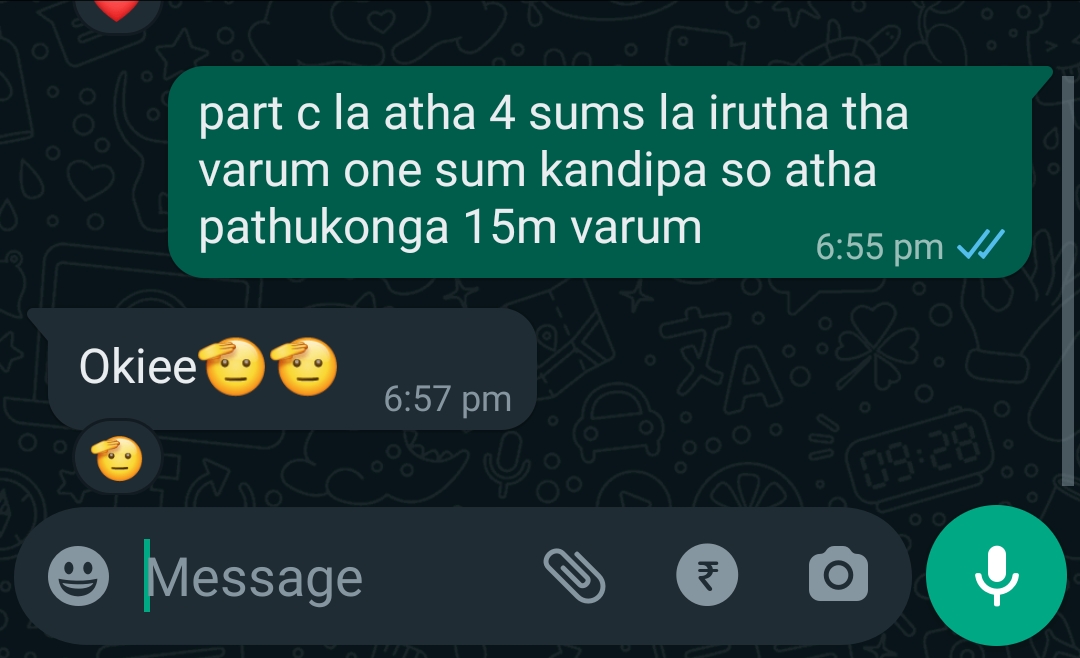 part c la atha 4 sums la irutha tha
varum one sum kandipa so atha
pathukonga 15m varum
6:55 pm
Okiee🫡🫡
6:57 pm
🫡
Message